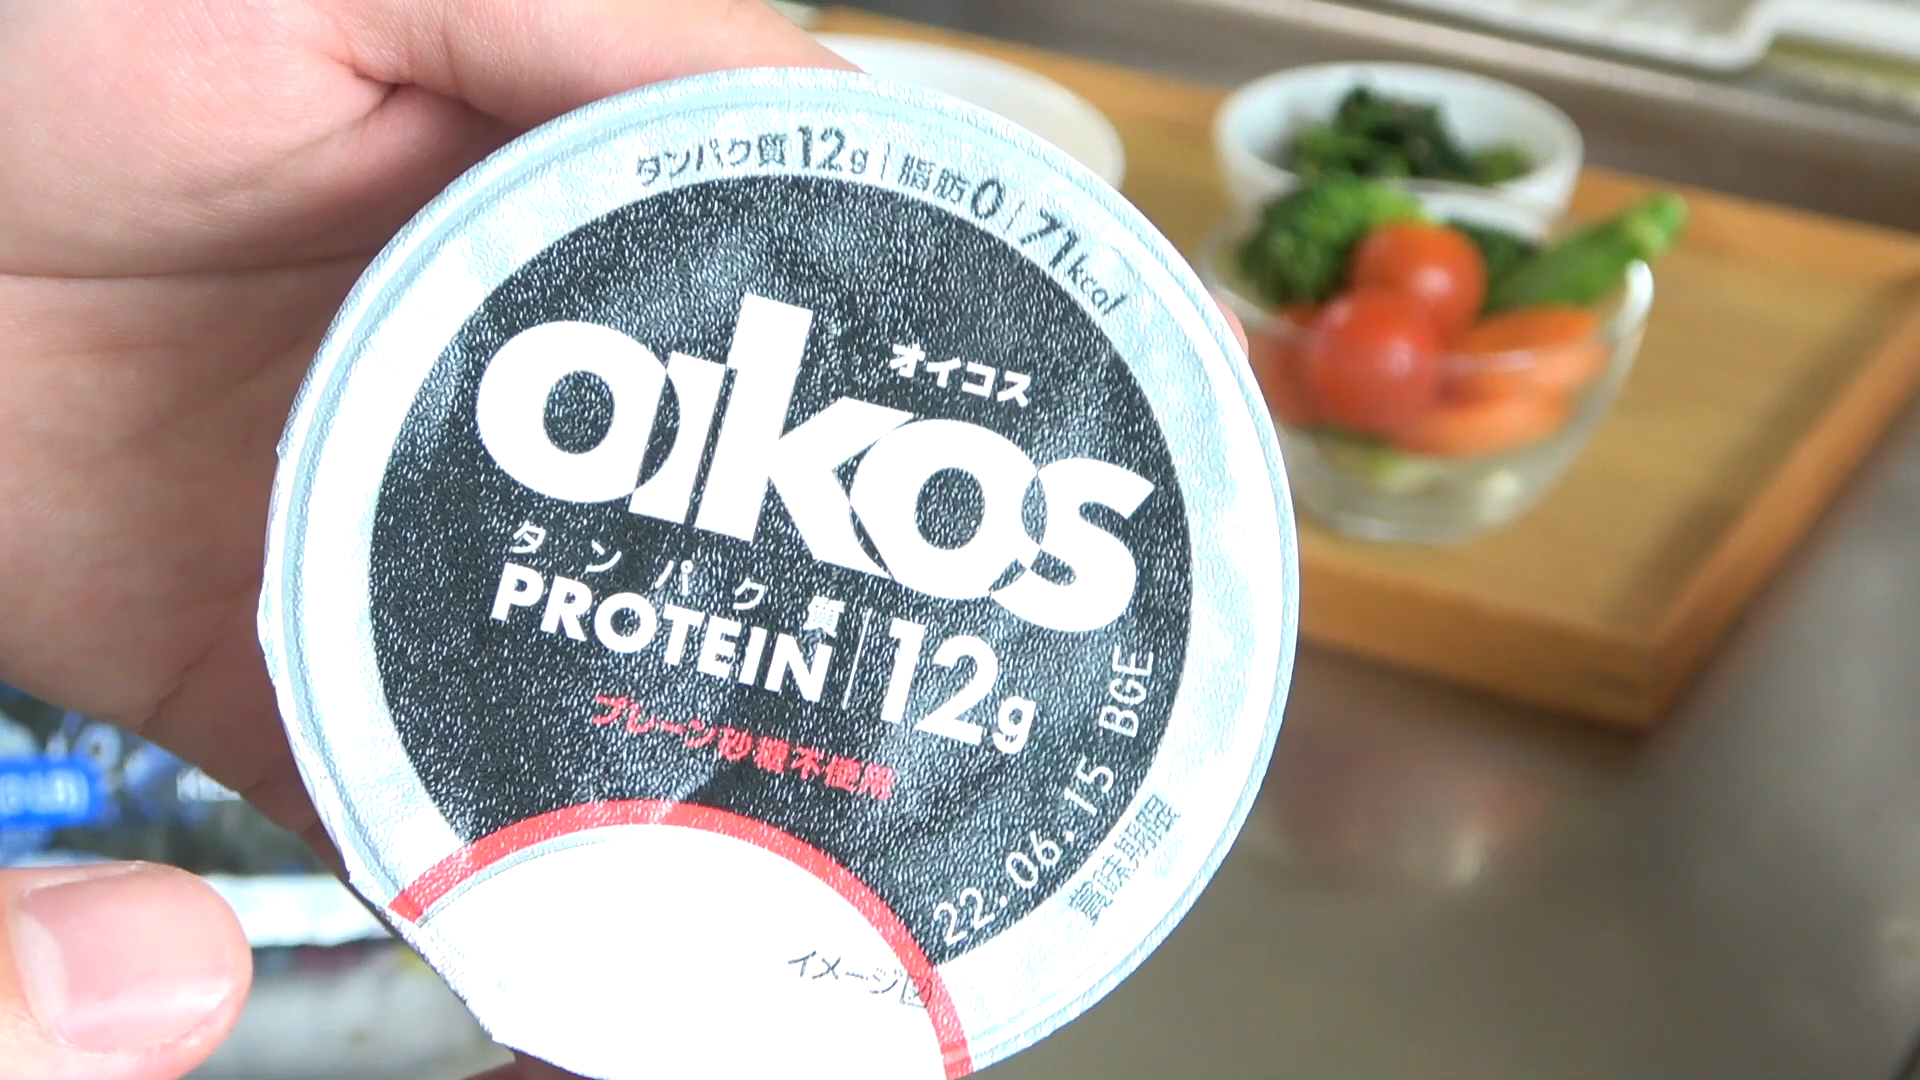 タンパク質12g | 脂肪0 | 71kcal
オイコス
oikos
タンパク質
PROTEIN | 12g
プレーン砂糖不使用
22.06.15 BGE
賞味期限
イメージ図